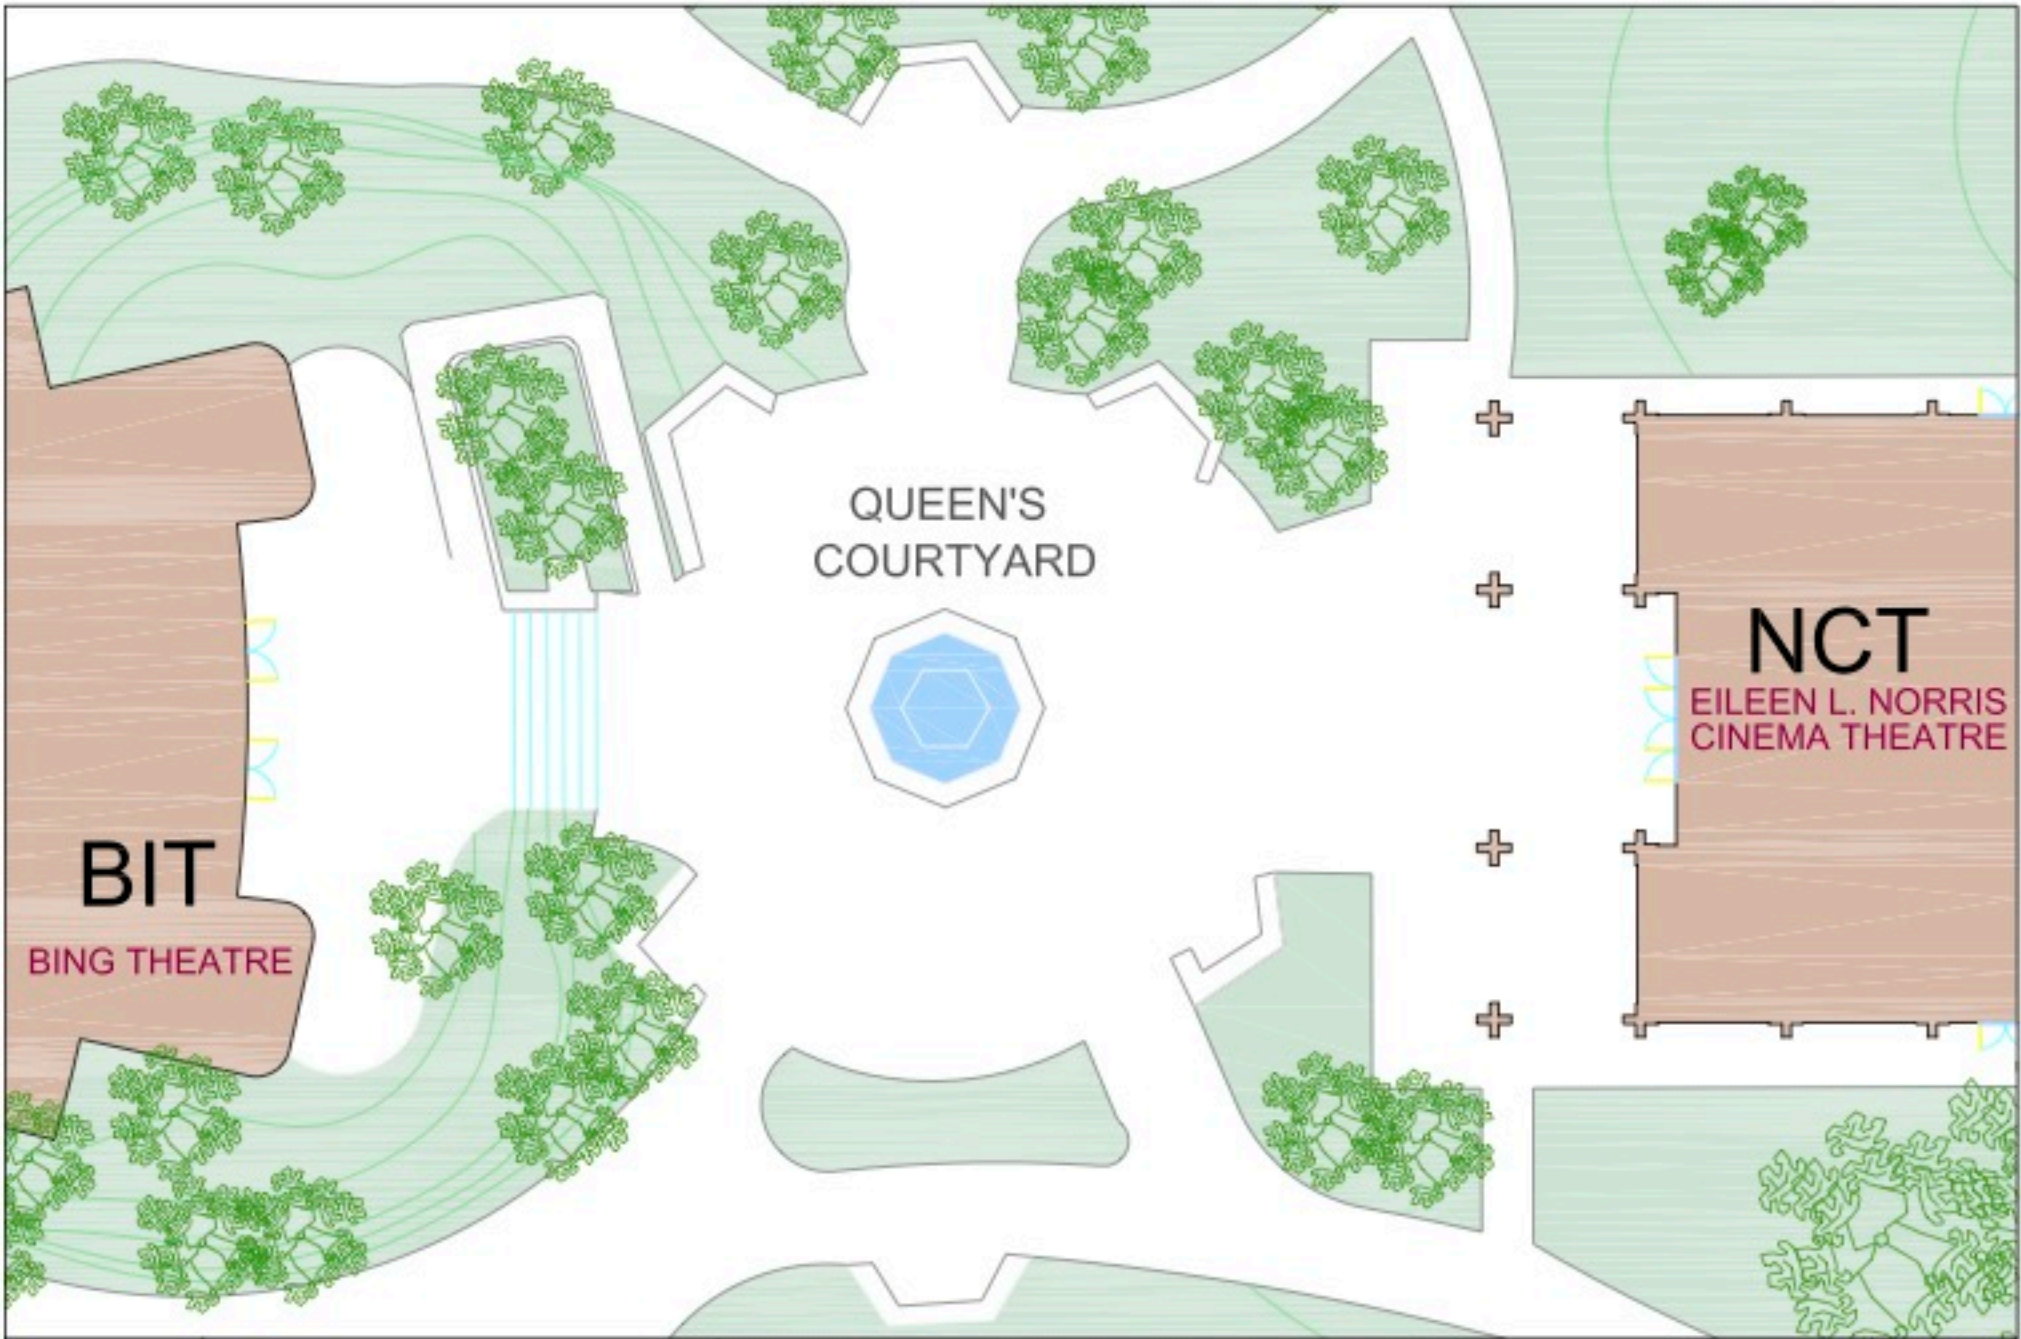 QUEEN'S
COURTYARD
NCT
EILEEN L. NORRIS
CINEMA THEATRE
BIT
BING THEATRE